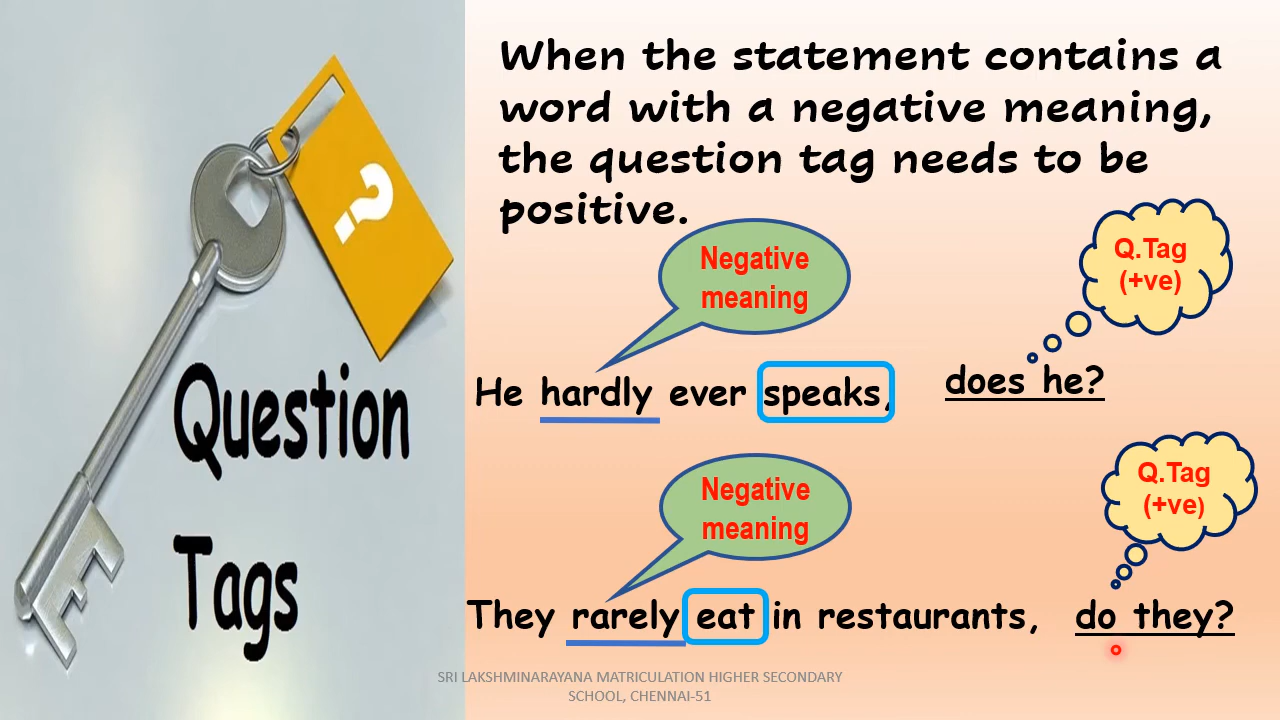 When the statement contains a
word with a negative meaning,
the question tag needs to be
positive.
?
Question
Tags
Negative
meaning
Q.Tag
(+ve)
He hardly ever speaks, does he?
Negative
meaning
Q.Tag
(+ve)
They rarely eat in restaurants, do they?
SRI LAKSHMINARAYANA MATRICULATION HIGHER SECONDARY
SCHOOL, CHENNAI-51